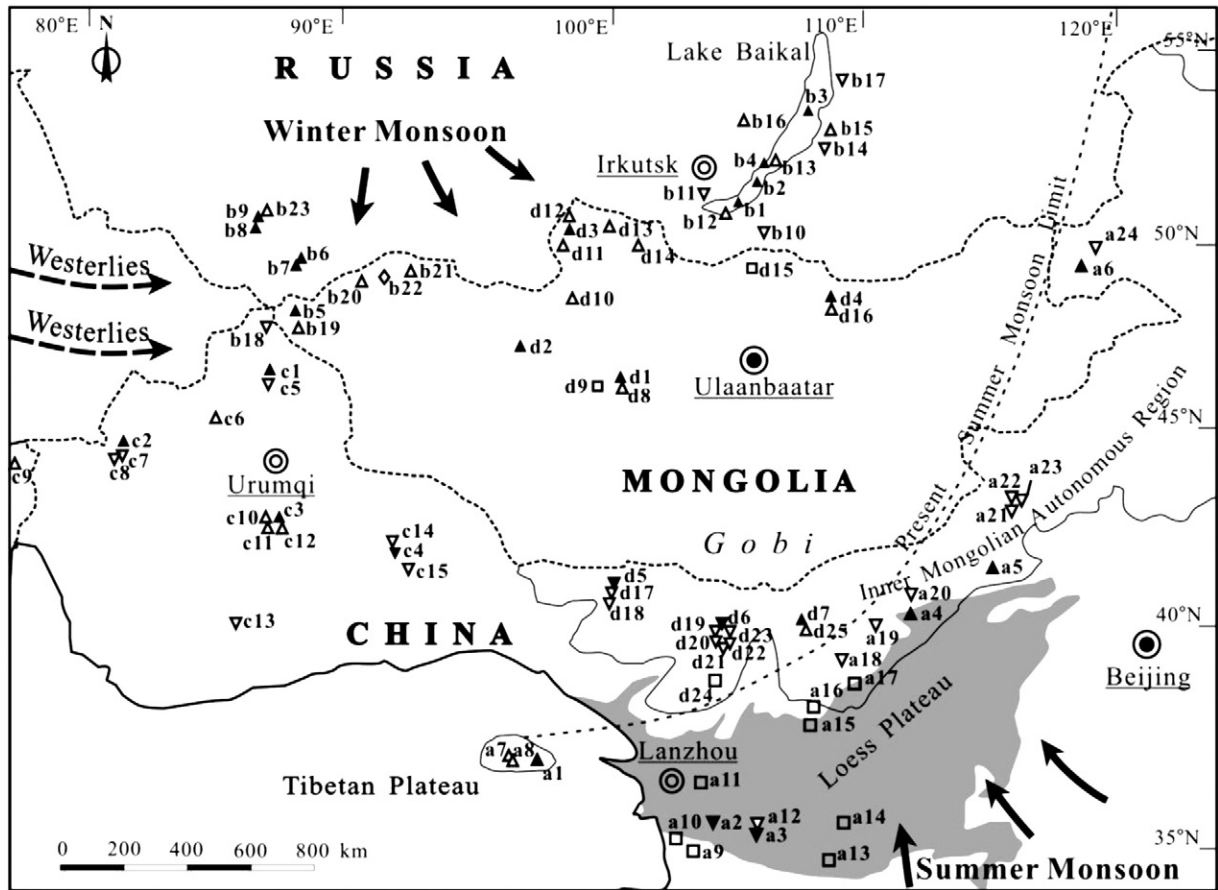 80°E
90°E
100°E
110°E
120°E
N
55°N
Lake Baikal
RUSSIA
b17
b3
Winter Monsoon
b16
b15
b14
Irkutsk
b4
b13
b2
b11
b1
b12
b10
b9
b23
b8
d12
d3
d13
d11
d14
a24
50°N
a6
Westerlies
b6
b7
b21
b20
b22
d15
d10
d4
d16
Westerlies
b5
b19
b18
d2
Ulaanbaatar
c1
c5
d1
d9
d8
c6
Present Summer Monsoon Limit
45°N
c2
c7
c8
c9
Urumqi
MONGOLIA
a22
a23
a21
c10
c3
c11
c12
c14
c4
c15
Gobi
Inner Mongolian Autonomous Region
a5
d5
d17
d18
a20
a4
c13
CHINA
d19
d6
d7
d20
d23
d25
d21
d22
a19
40°N
a18
Beijing
d24
a17
a16
a15
Loess Plateau
Lanzhou
a7
a8
a1
Tibetan Plateau
a11
a10
a2
a12
a3
a14
a9
a13
35°N
0 200 400 600 800 km
Summer Monsoon